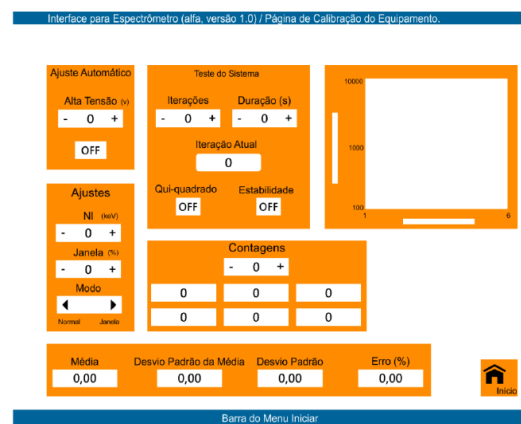 Interface para Espectrômetro (alfa, versão 1.0) / Página de Calibração do Equipamento.
Ajuste Automático
Alta Tensão (v)
- 0 +
OFF
Teste do Sistema
Iterações Duração (s)
- 0 + - 0 +
Iteração Atual
0
Qui-quadrado Estabilidade
OFF OFF
10000
1000
100
1 6
Ajustes
NI (keV)
- 0 +
Janela (%)
- 0 +
Modo
Normal Janela
Contagens
- 0 +
0 0 0
0 0 0
Média Desvio Padrão da Média Desvio Padrão Erro (%)
0,00 0,00 0,00 0,00
Início
Barra do Menu Iniciar